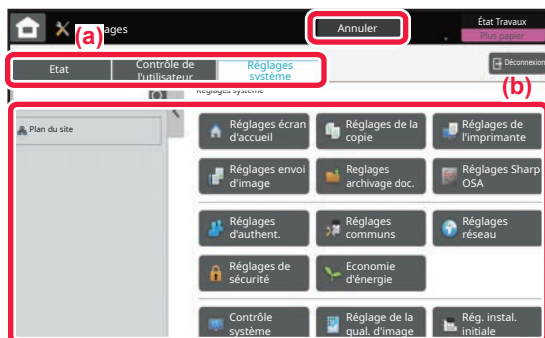 (a)
ages
Annuler
État Travaux
Plus papier
Etat
Contrôle de
l'utilisateur
Réglages
système
Déconnexion
(b)
Réglages système
Plan du site
Réglages écran
d'accueil
Réglages de la
copie
Réglages de
l'imprimante
Réglages envoi
d'image
Reglages
archivage doc.
Réglages Sharp
OSA
Réglages
d'authent.
Réglages
communs
Réglages
réseau
Réglages de
sécurité
Economie
d'énergie
Contrôle
système
Réglage de la
qual. d'image
Rég. instal.
initiale